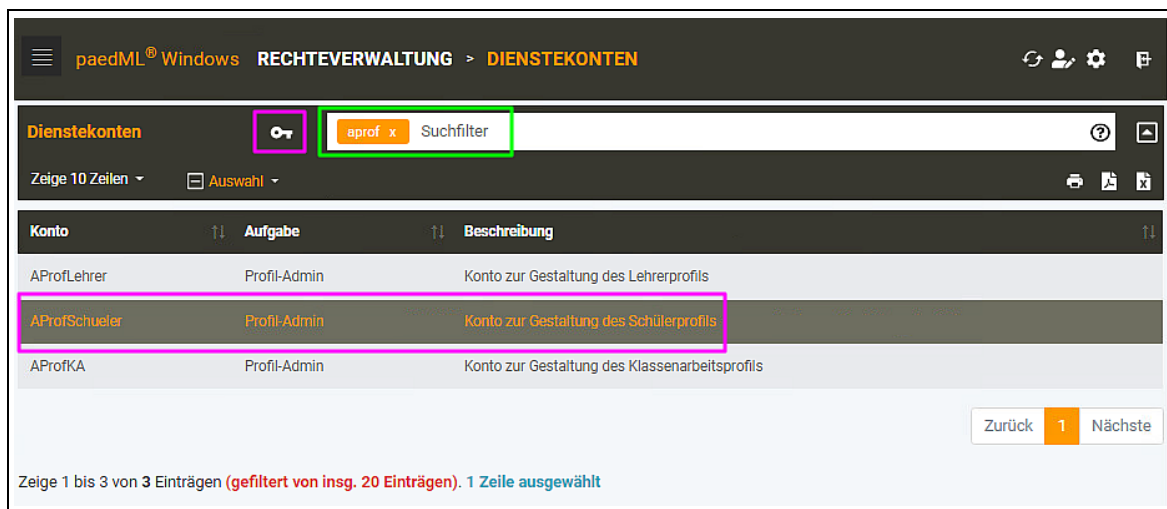 paedML® Windows RECHTEVERWALTUNG > DIENSTEKONTEN
Dienstekonten aprof x Suchfilter
Zeige 10 Zeilen Auswahl
Konto Aufgabe Beschreibung
AProfLehrer Profil-Admin Konto zur Gestaltung des Lehrerprofils
AProfSchueler Profil-Admin Konto zur Gestaltung des Schülerprofils
AProfKA Profil-Admin Konto zur Gestaltung des Klassenarbeitsprofils
Zurück 1 Nächste
Zeige 1 bis 3 von 3 Einträgen (gefiltert von insg. 20 Einträgen). 1 Zeile ausgewählt